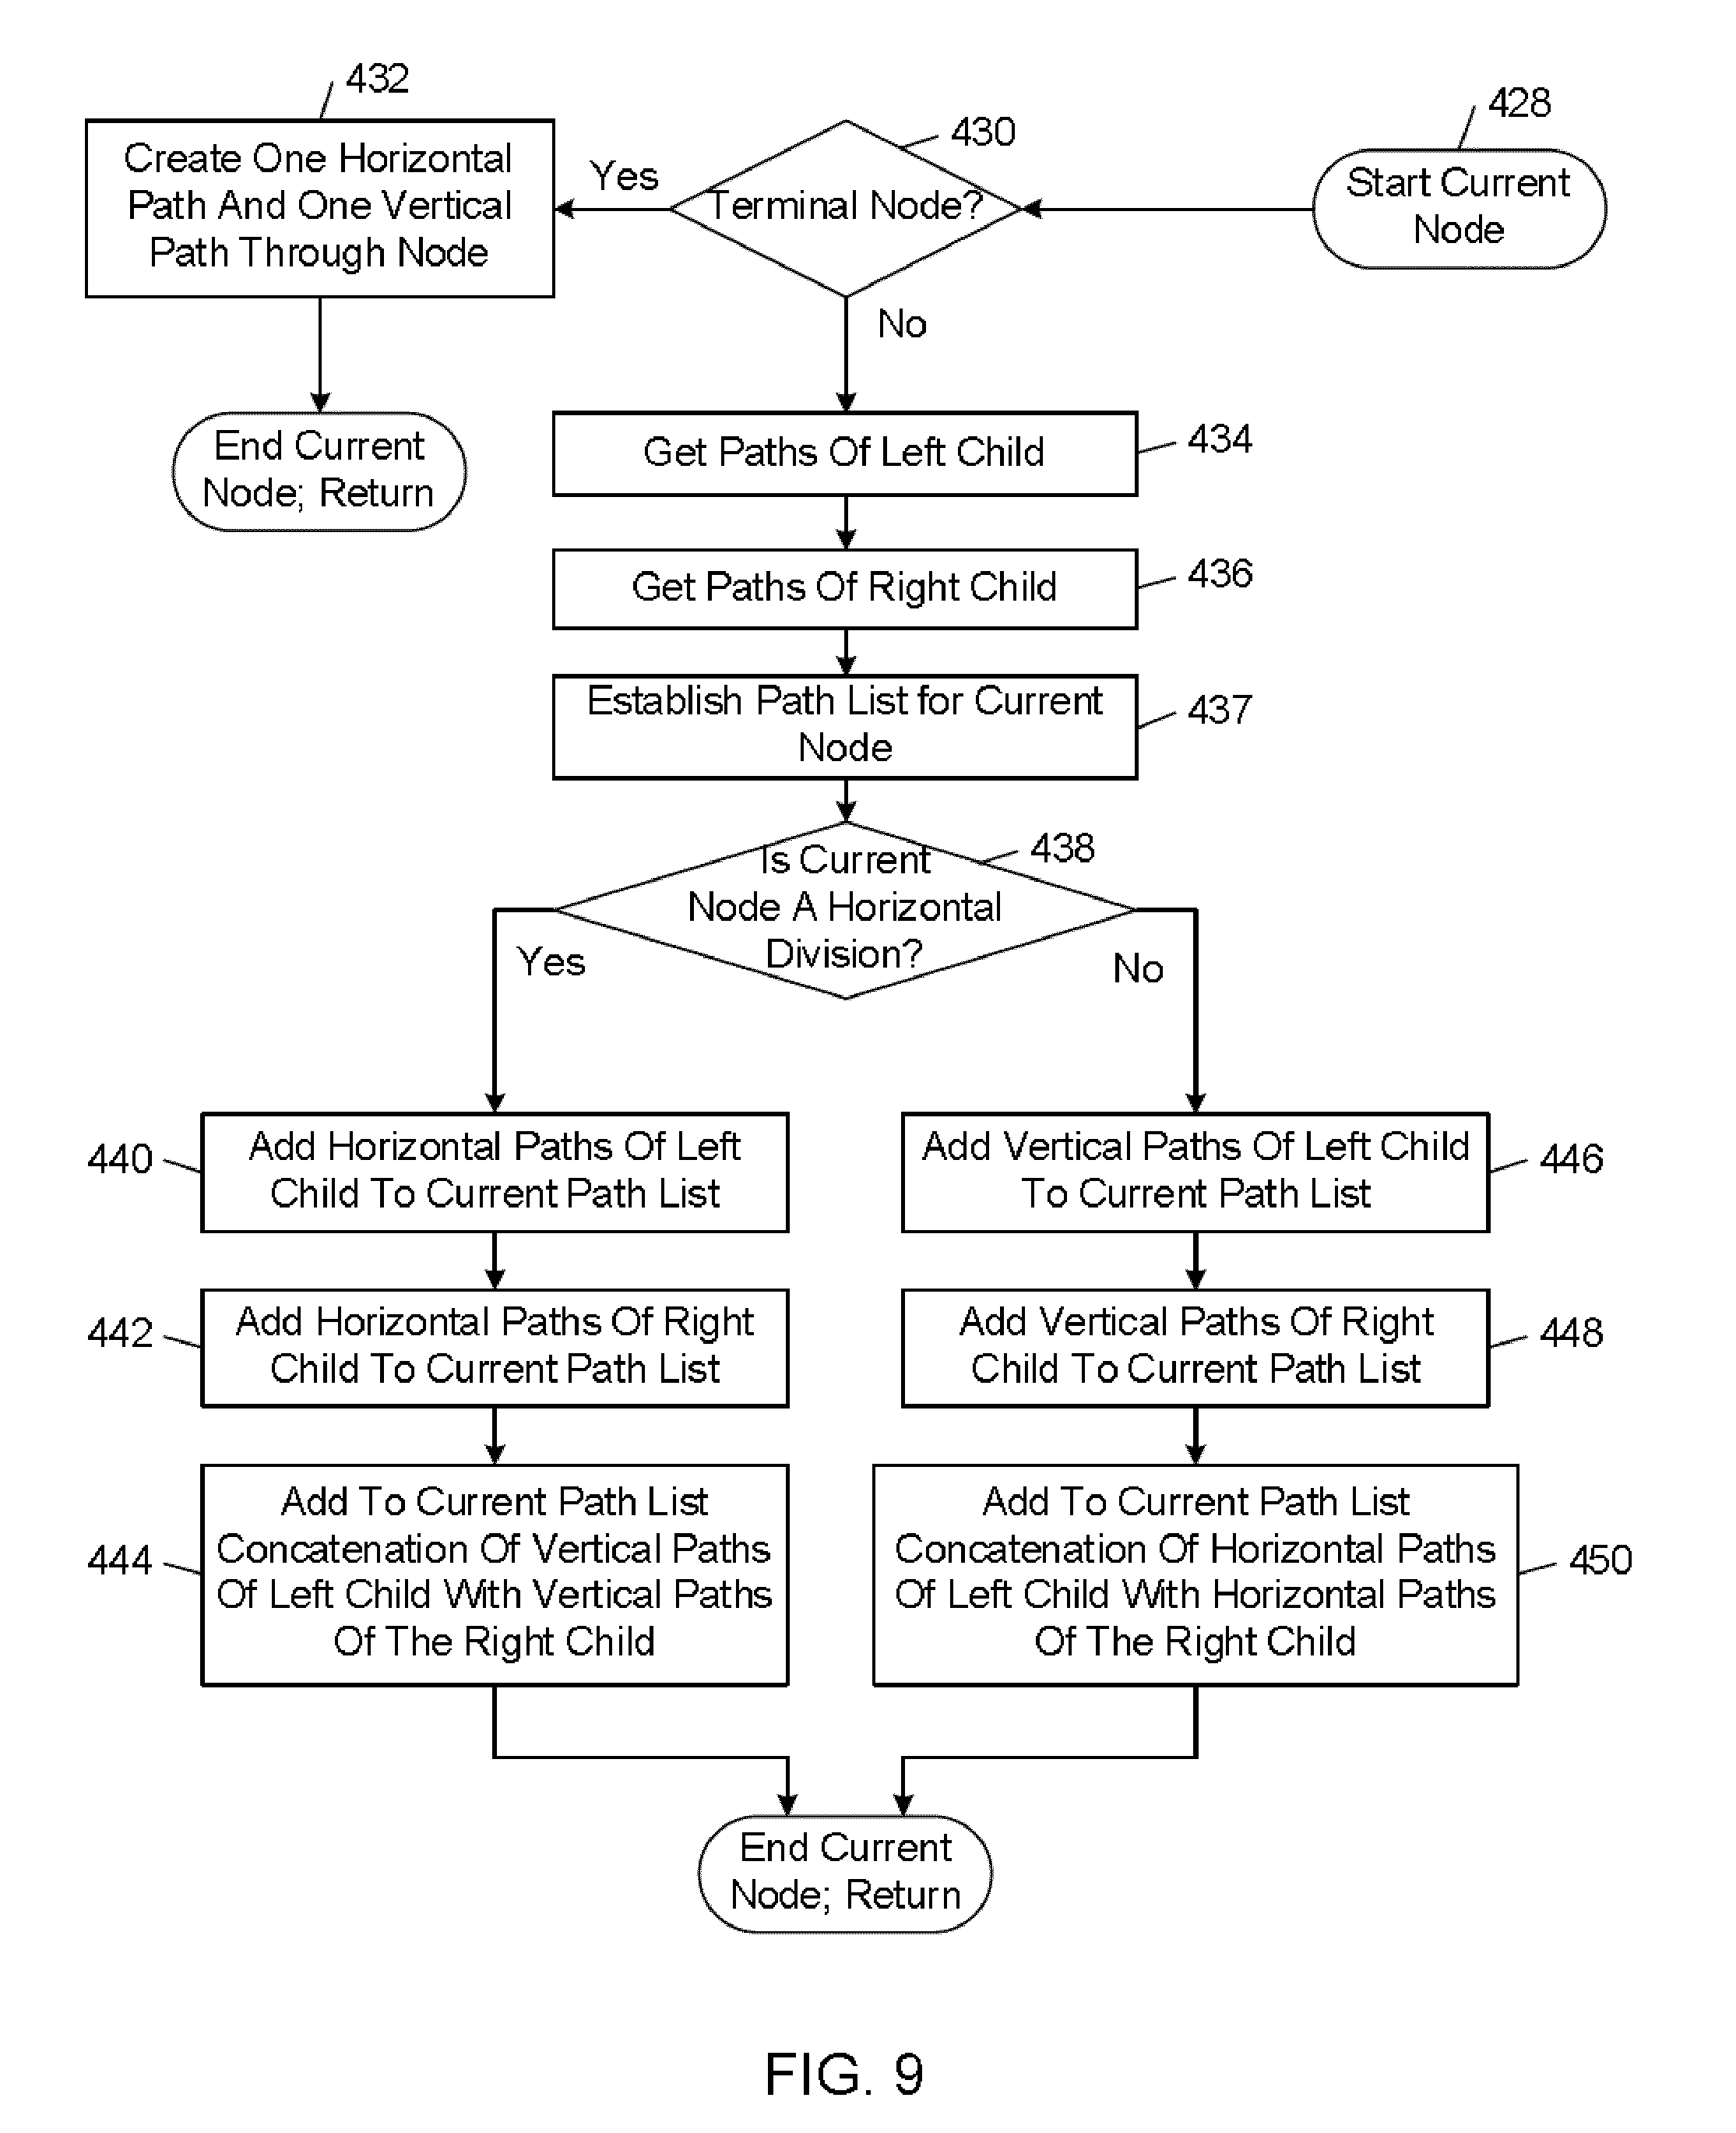 432
Create One Horizontal
Path And One Vertical
Path Through Node
Yes
430
Terminal Node?
428
Start Current
Node
No
End Current
Node; Return
Get Paths Of Left Child
434
Get Paths Of Right Child
436
Establish Path List for Current
Node
437
438
Is Current
Node A Horizontal
Division?
Yes
No
440
Add Horizontal Paths Of Left
Child To Current Path List
Add Vertical Paths Of Left Child
To Current Path List
446
442
Add Horizontal Paths Of Right
Child To Current Path List
Add Vertical Paths Of Right
Child To Current Path List
448
444
Add To Current Path List
Concatenation Of Vertical Paths
Of Left Child With Vertical Paths
Of The Right Child
Add To Current Path List
Concatenation Of Horizontal Paths
Of Left Child With Horizontal Paths
Of The Right Child
450
End Current
Node; Return
FIG. 9